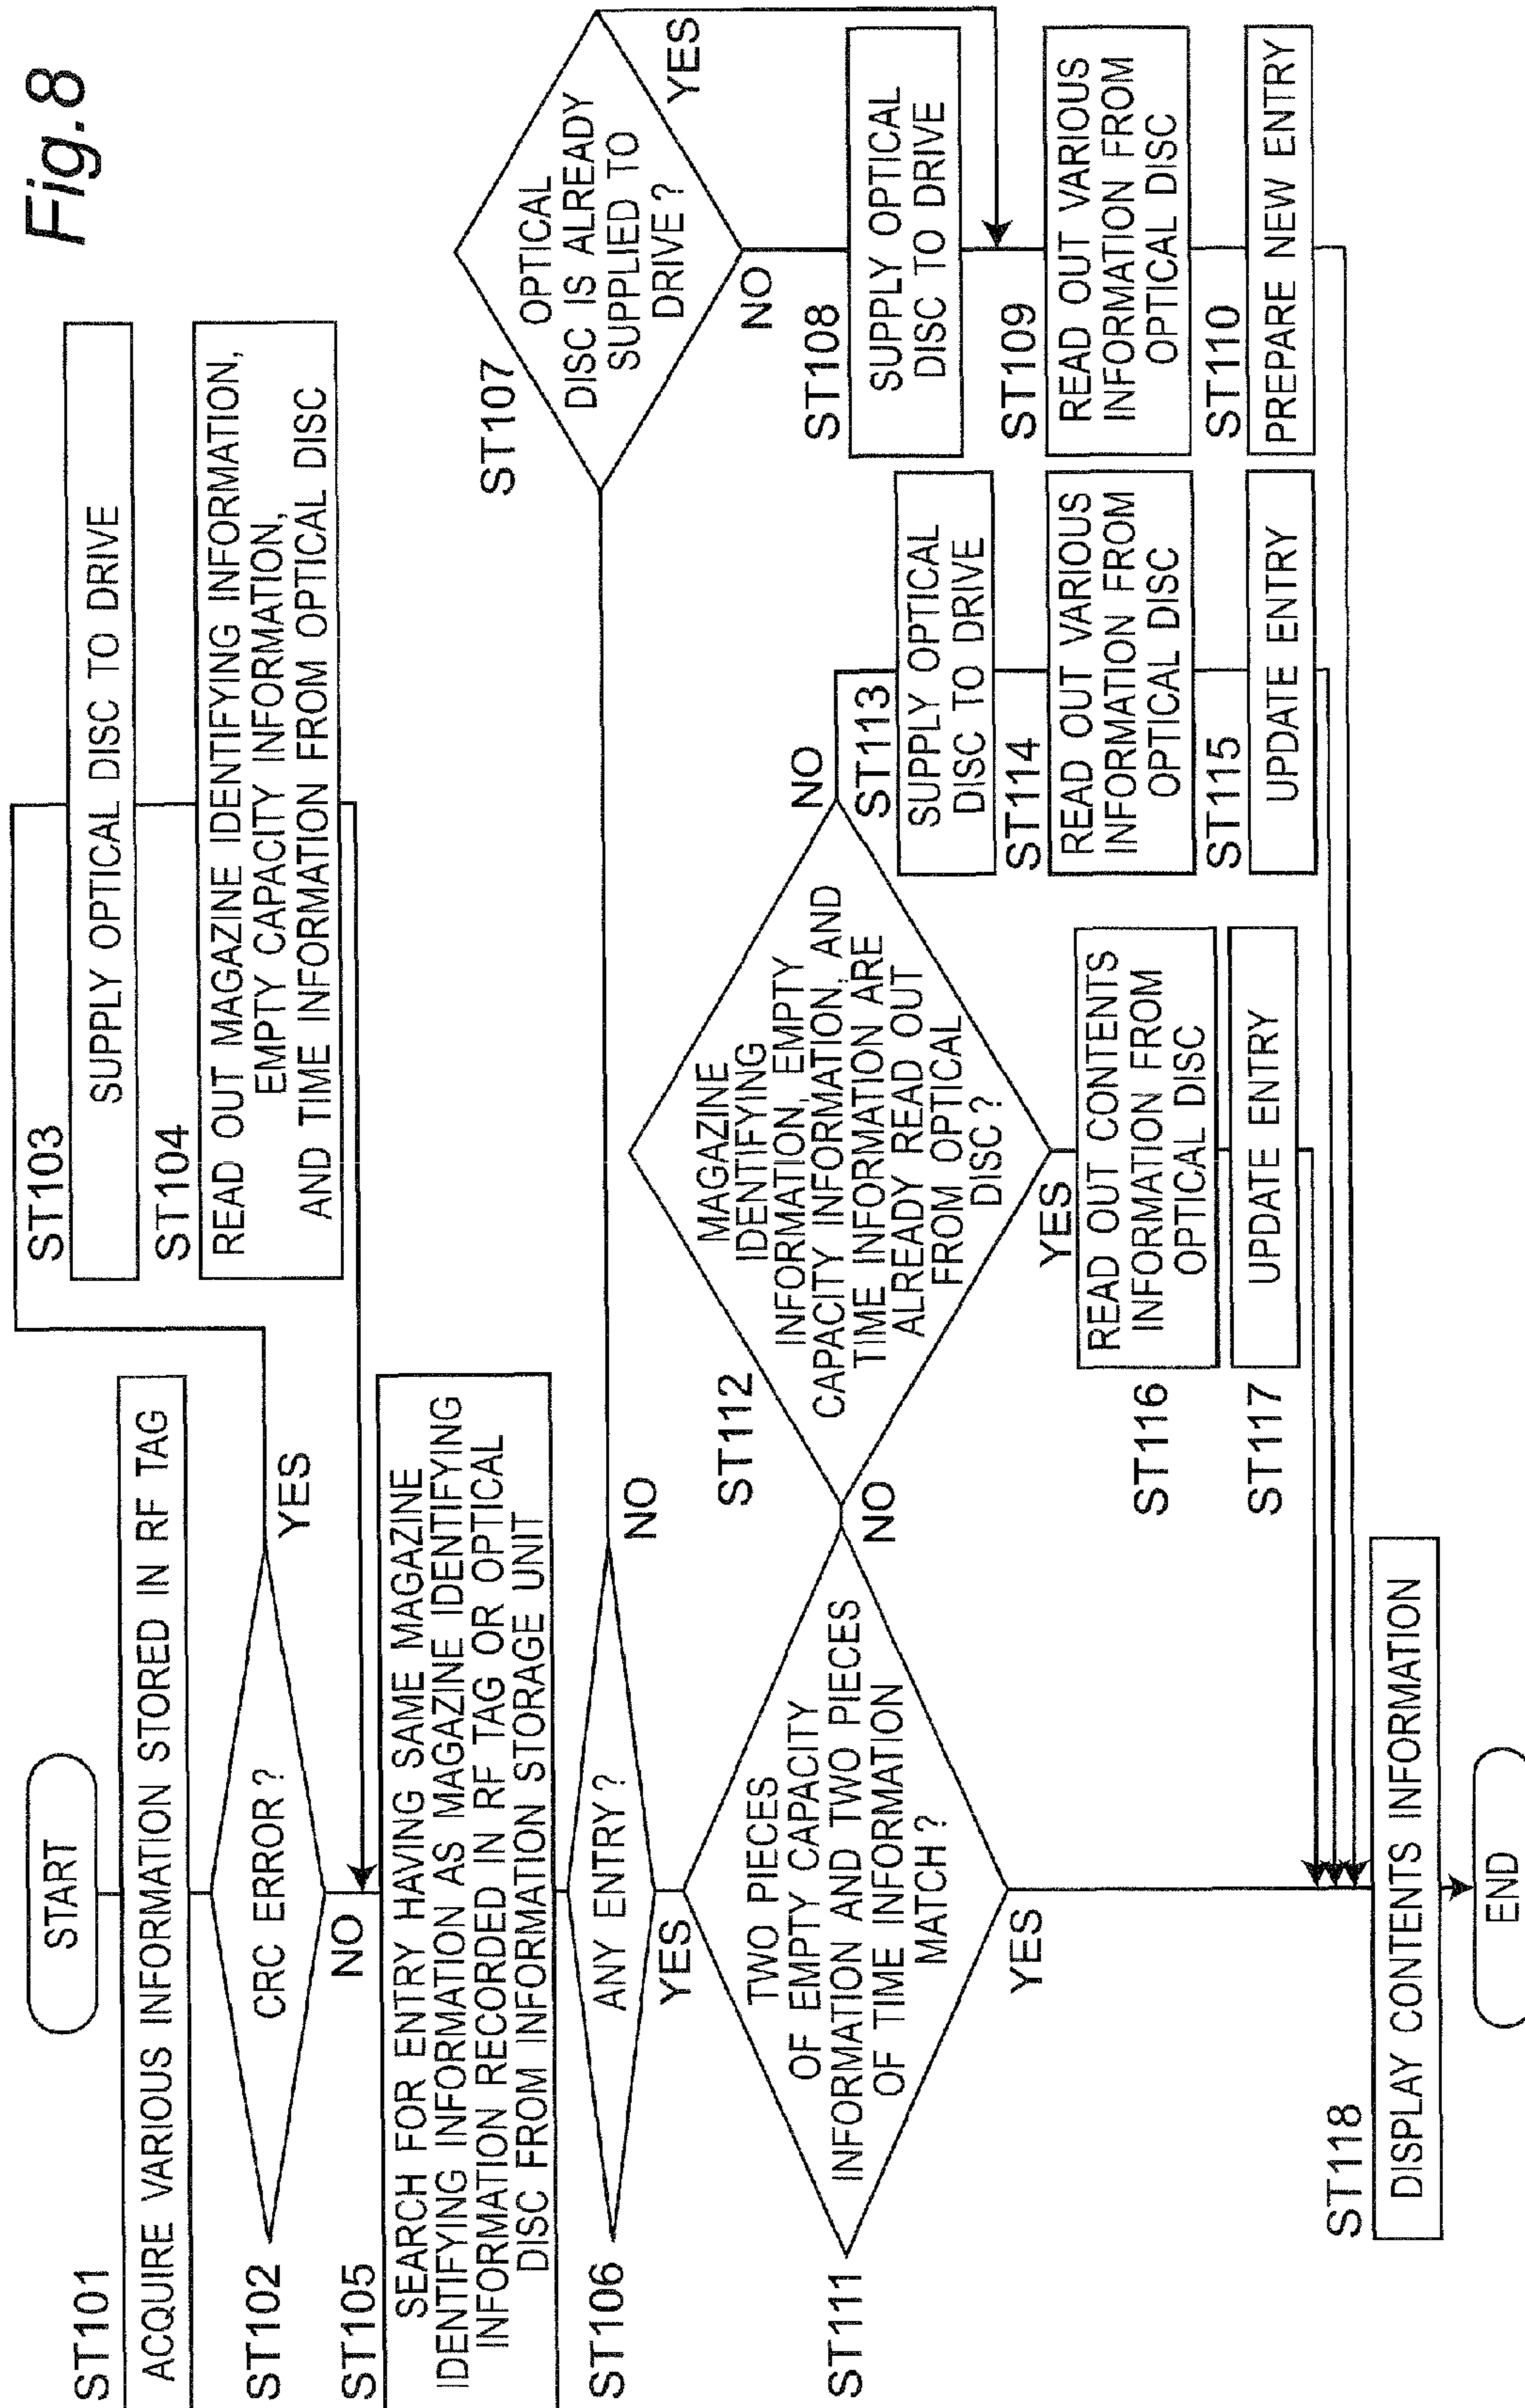 Fig.8
START
ST101
ACQUIRE VARIOUS INFORMATION STORED IN RF TAG
ST102
CRC ERROR?
YES
NO
ST103
SUPPLY OPTICAL DISC TO DRIVE
ST104
READ OUT MAGAZINE IDENTIFYING INFORMATION,
EMPTY CAPACITY INFORMATION,
AND TIME INFORMATION FROM OPTICAL DISC
ST105
SEARCH FOR ENTRY HAVING SAME MAGAZINE
IDENTIFYING INFORMATION AS MAGAZINE IDENTIFYING
INFORMATION RECORDED IN RF TAG OR OPTICAL
DISC FROM INFORMATION STORAGE UNIT
ST106
ANY ENTRY?
NO
YES
ST107
OPTICAL
DISC IS ALREADY
SUPPLIED TO
DRIVE?
YES
NO
ST108
SUPPLY OPTICAL
DISC TO DRIVE
ST109
READ OUT VARIOUS
INFORMATION FROM
OPTICAL DISC
ST110
PREPARE NEW ENTRY
ST111
TWO PIECES
OF EMPTY CAPACITY
INFORMATION AND TWO PIECES
OF TIME INFORMATION
MATCH?
NO
YES
ST112
MAGAZINE
IDENTIFYING
INFORMATION, EMPTY
CAPACITY INFORMATION, AND
TIME INFORMATION ARE
ALREADY READ OUT
FROM OPTICAL
DISC?
NO
YES
ST113
SUPPLY OPTICAL
DISC TO DRIVE
ST114
READ OUT VARIOUS
INFORMATION FROM
OPTICAL DISC
ST115
UPDATE ENTRY
ST116
READ OUT CONTENTS
INFORMATION FROM
OPTICAL DISC
ST117
UPDATE ENTRY
ST118
DISPLAY CONTENTS INFORMATION
END